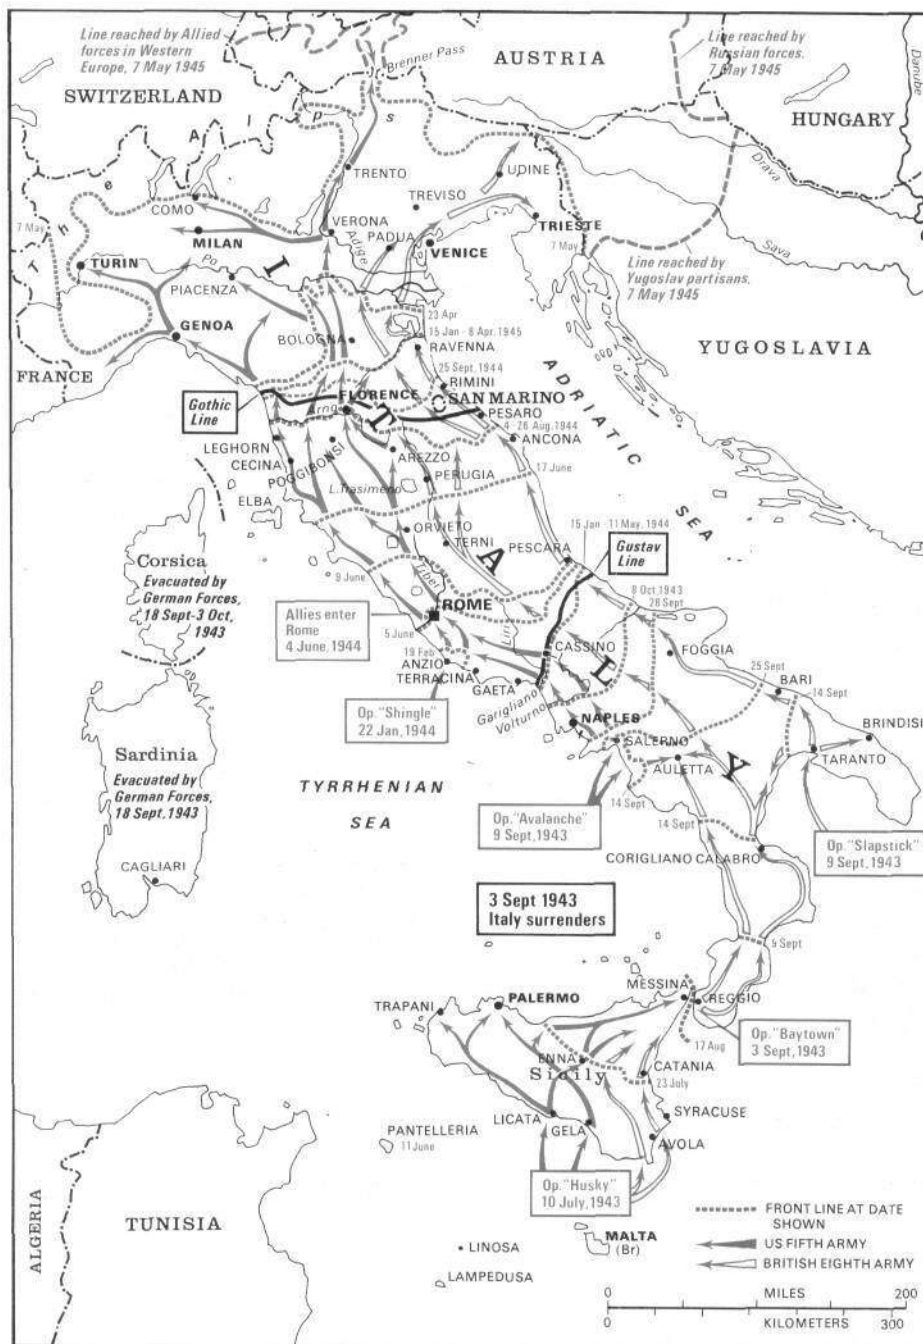 Line reached by Allied
forces in Western
Europe, 7 May 1945
Brenner Pass
AUSTRIA
Line reached by
Russian forces,
7 May 1945
Danube
SWITZERLAND
HUNGARY
The Alps
Drava
TRENTO
UDINE
TREVISO
COMO
VERONA
TRIESTE
7 May
7 May
MILAN
PADUA
VENICE
Adige
Sava
TURIN
Po
Line reached by
Yugoslav partisans,
7 May 1945
PIACENZA
23 Apr
GENOA
BOLOGNA
15 Jan - 8 Apr, 1945
RAVENNA
YUGOSLAVIA
FRANCE
25 Sept, 1944
RIMINI
ADRIATIC
SEA
Gothic
Line
FLORENCE
SAN MARINO
Arno
PESARO
4-26 Aug, 1944
ANCONA
LEGHORN
CECINA
POGGIBONSI
AREZZO
PERUGIA
17 June
L. Trasimeno
ELBA
ORVIETO
TERNI
PESCARA
15 Jan -11 May, 1944
Gustav
Line
Corsica
Evacuated by
German Forces,
18 Sept-3 Oct,
1943
9 June
Tiber
8 Oct, 1943
28 Sept
Allies enter
Rome
4 June, 1944
ROME
Liri
5 June
CASSINO
FOGGIA
19 Feb
ANZIO
TERRACINA
GAETA
25 Sept
BARI
14 Sept
Garigliano
Volturno
Op. "Shingle"
22 Jan, 1944
NAPLES
BRINDISI
Sardinia
SALERNO
TARANTO
AULETTA
ITALY
Evacuated by
German Forces,
18 Sept, 1943
TYRRHENIAN
SEA
14 Sept
Op. "Avalanche"
9 Sept, 1943
14 Sept
Op. "Slapstick"
9 Sept, 1943
CORIGLIANO CALABRO
CAGLIARI
3 Sept 1943
Italy surrenders
9 Sept
MESSINA
REGGIO
TRAPANI
PALERMO
Op. "Baytown"
3 Sept, 1943
17 Aug
ENNA
Sicily
CATANIA
23 July
LICATA
GELA
SYRACUSE
PANTELLERIA
11 June
AVOLA
Op. "Husky"
10 July, 1943
ALGERIA
TUNISIA
MALTA
(Br)
LINOSA
LAMPEDUSA
FRONT LINE AT DATE
SHOWN
US FIFTH ARMY
BRITISH EIGHTH ARMY
0 MILES 200
0 KILOMETERS 300